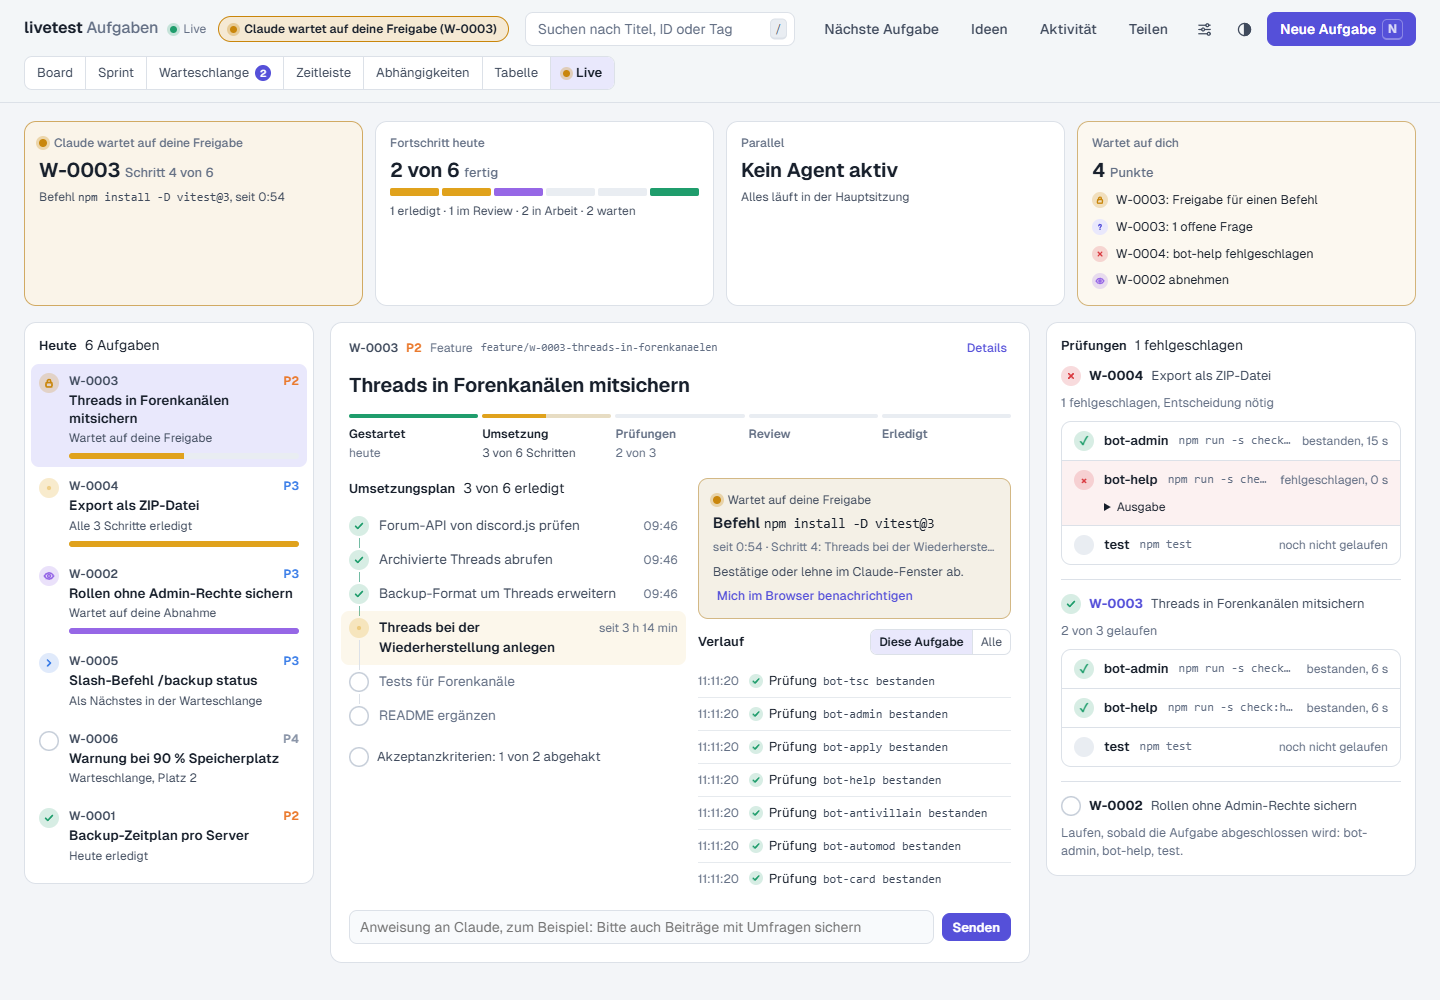 livetest Aufgaben
Live
Claude wartet auf deine Freigabe (W-0003)
Suchen nach Titel, ID oder Tag
/
Nächste Aufgabe
Ideen
Aktivität
Teilen
Neue Aufgabe N
Board
Sprint
Warteschlange 2
Zeitleiste
Abhängigkeiten
Tabelle
Live
Claude wartet auf deine Freigabe
W-0003 Schritt 4 von 6
Befehl npm install -D vitest@3, seit 0:54
Fortschritt heute
2 von 6 fertig
1 erledigt · 1 im Review · 2 in Arbeit · 2 warten
Parallel
Kein Agent aktiv
Alles läuft in der Hauptsitzung
Wartet auf dich
4 Punkte
W-0003: Freigabe für einen Befehl
? W-0003: 1 offene Frage
W-0004: bot-help fehlgeschlagen
W-0002 abnehmen
Heute 6 Aufgaben
W-0003 P2
Threads in Forenkanälen
mitsichern
Wartet auf deine Freigabe
W-0004 P3
Export als ZIP-Datei
Alle 3 Schritte erledigt
W-0002 P3
Rollen ohne Admin-Rechte sichern
Wartet auf deine Abnahme
W-0005 P3
Slash-Befehl /backup status
Als Nächstes in der Warteschlange
W-0006 P4
Warnung bei 90 % Speicherplatz
Warteschlange, Platz 2
W-0001 P2
Backup-Zeitplan pro Server
Heute erledigt
W-0003 P2 Feature feature/w-0003-threads-in-forenkanaelen
Details
Threads in Forenkanälen mitsichern
Gestartet
heute
Umsetzung
3 von 6 Schritten
Prüfungen
2 von 3
Review
Erledigt
Umsetzungsplan 3 von 6 erledigt
Forum-API von discord.js prüfen 09:46
Archivierte Threads abrufen 09:46
Backup-Format um Threads erweitern 09:46
Threads bei der seit 3 h 14 min
Wiederherstellung anlegen
Tests für Forenkanäle
README ergänzen
Akzeptanzkriterien: 1 von 2 abgehakt
Wartet auf deine Freigabe
Befehl npm install -D vitest@3
seit 0:54 · Schritt 4: Threads bei der Wiederherste…
Bestätige oder lehne im Claude-Fenster ab.
Mich im Browser benachrichtigen
Verlauf
Diese Aufgabe
Alle
11:11:20 Prüfung bot-tsc bestanden
11:11:20 Prüfung bot-admin bestanden
11:11:20 Prüfung bot-apply bestanden
11:11:20 Prüfung bot-help bestanden
11:11:20 Prüfung bot-antivillain bestanden
11:11:20 Prüfung bot-automod bestanden
11:11:20 Prüfung bot-card bestanden
Anweisung an Claude, zum Beispiel: Bitte auch Beiträge mit Umfragen sichern
Senden
Prüfungen 1 fehlgeschlagen
W-0004 Export als ZIP-Datei
1 fehlgeschlagen, Entscheidung nötig
bot-admin npm run -s check… bestanden, 15 s
bot-help npm run -s che… fehlgeschlagen, 0 s
Ausgabe
test npm test noch nicht gelaufen
W-0003 Threads in Forenkanälen mitsichern
2 von 3 gelaufen
bot-admin npm run -s check… bestanden, 6 s
bot-help npm run -s check:h… bestanden, 6 s
test npm test noch nicht gelaufen
W-0002 Rollen ohne Admin-Rechte sichern
Laufen, sobald die Aufgabe abgeschlossen wird: bot-
admin, bot-help, test.